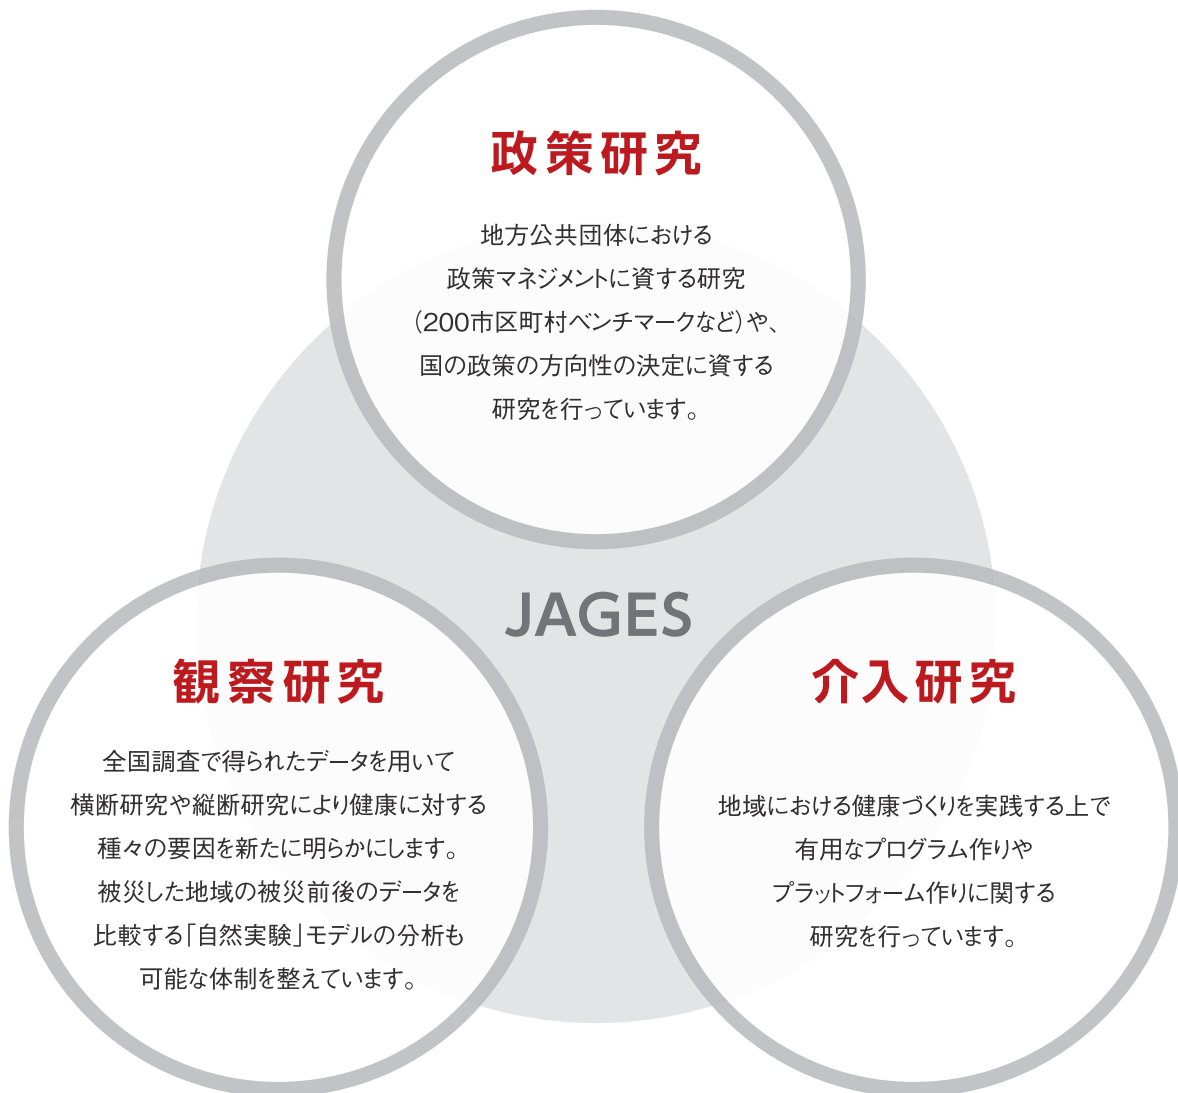 政策研究
地方公共団体における
政策マネジメントに資する研究
（200市区町村ベンチマークなど）や、
国の政策の方向性の決定に資する
研究を行っています。
JAGES
観察研究
全国調査で得られたデータを用いて
横断研究や縦断研究により健康に対する
種々の要因を新たに明らかにします。
被災した地域の被災前後のデータを
比較する「自然実験」モデルの分析も
可能な体制を整えています。
介入研究
地域における健康づくりを実践する上で
有用なプログラム作りや
プラットフォーム作りに関する
研究を行っています。